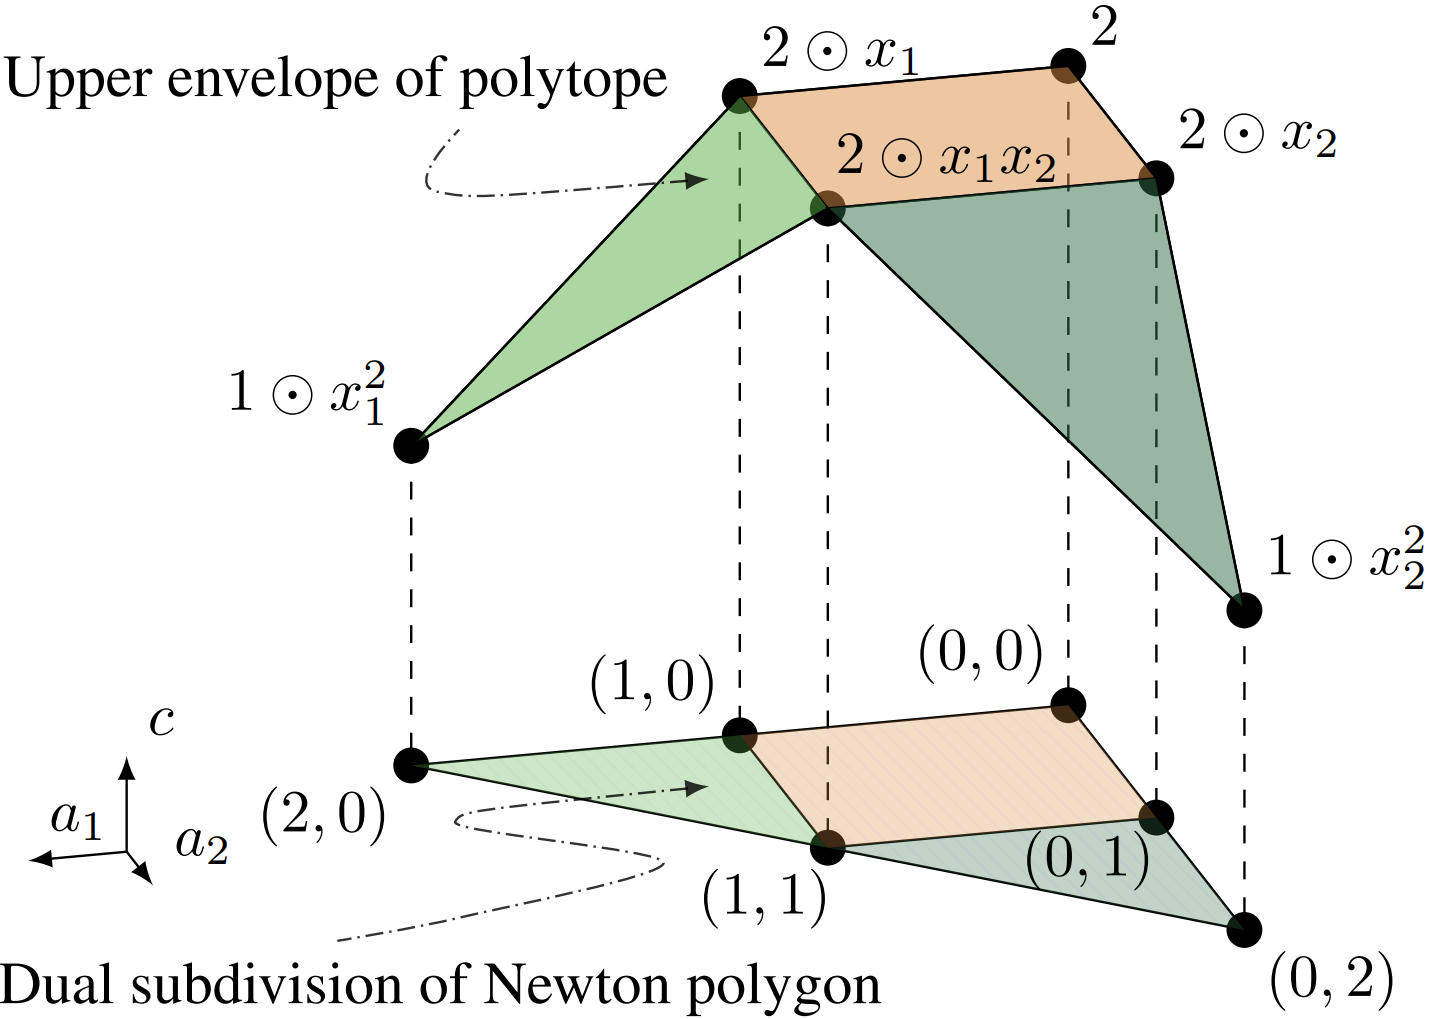 2 ⊙ x₁
2
Upper envelope of polytope
2 ⊙ x₂
2 ⊙ x₁x₂
1 ⊙ x₁²
1 ⊙ x₂²
(0, 0)
(1, 0)
c
a₁
a₂
(2, 0)
(0, 1)
(1, 1)
Dual subdivision of Newton polygon
(0, 2)